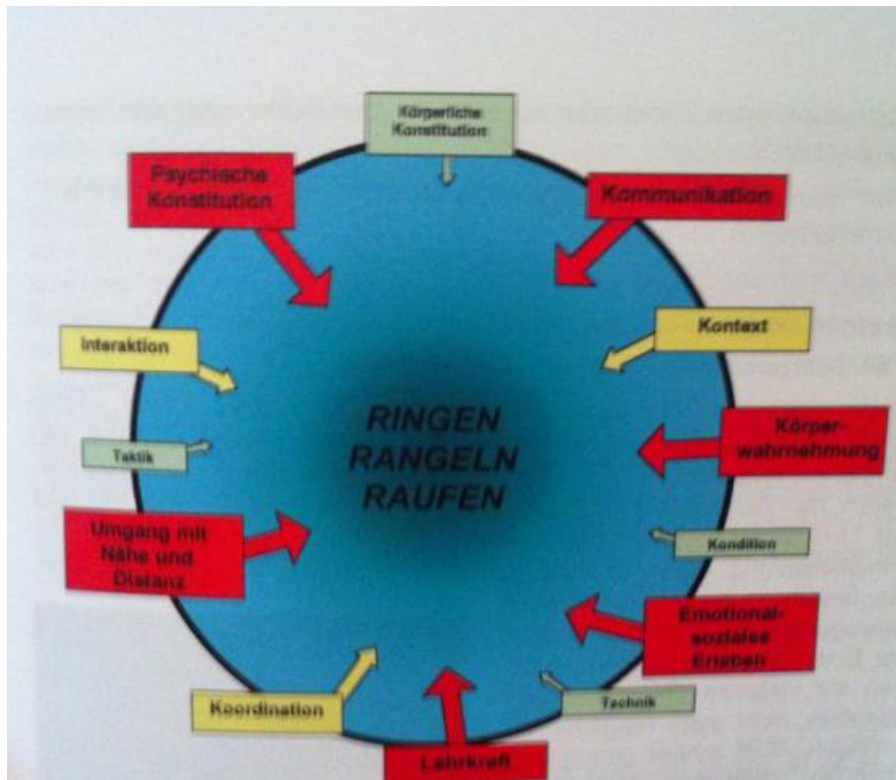 Körperliche
Konstitution
Psychische
Konstitution
Kommunikation
Interaktion
Kontext
RINGEN
RANGELN
RAUFEN
Körper-
wahrnehmung
Taktik
Umgang mit
Nähe und
Distanz
Kondition
Emotional-
soziales
Erleben
Koordination
Technik
Lehrkraft